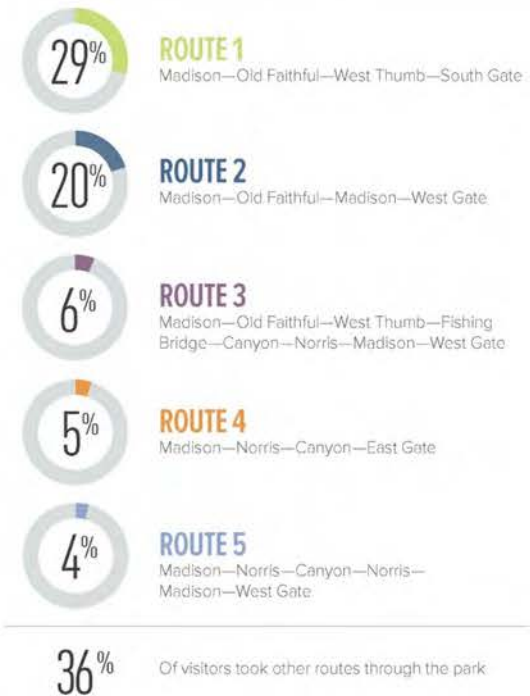 29%
ROUTE 1
Madison—Old Faithful—West Thumb—South Gate
20%
ROUTE 2
Madison—Old Faithful—Madison—West Gate
6%
ROUTE 3
Madison—Old Faithful—West Thumb—Fishing
Bridge—Canyon—Norris—Madison—West Gate
5%
ROUTE 4
Madison—Norris—Canyon—East Gate
4%
ROUTE 5
Madison—Norris—Canyon—Norris—
Madison—West Gate
36%
Of visitors took other routes through the park